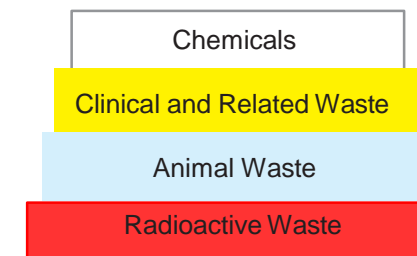 Chemicals
Clinical and Related Waste
Animal Waste
Radioactive Waste